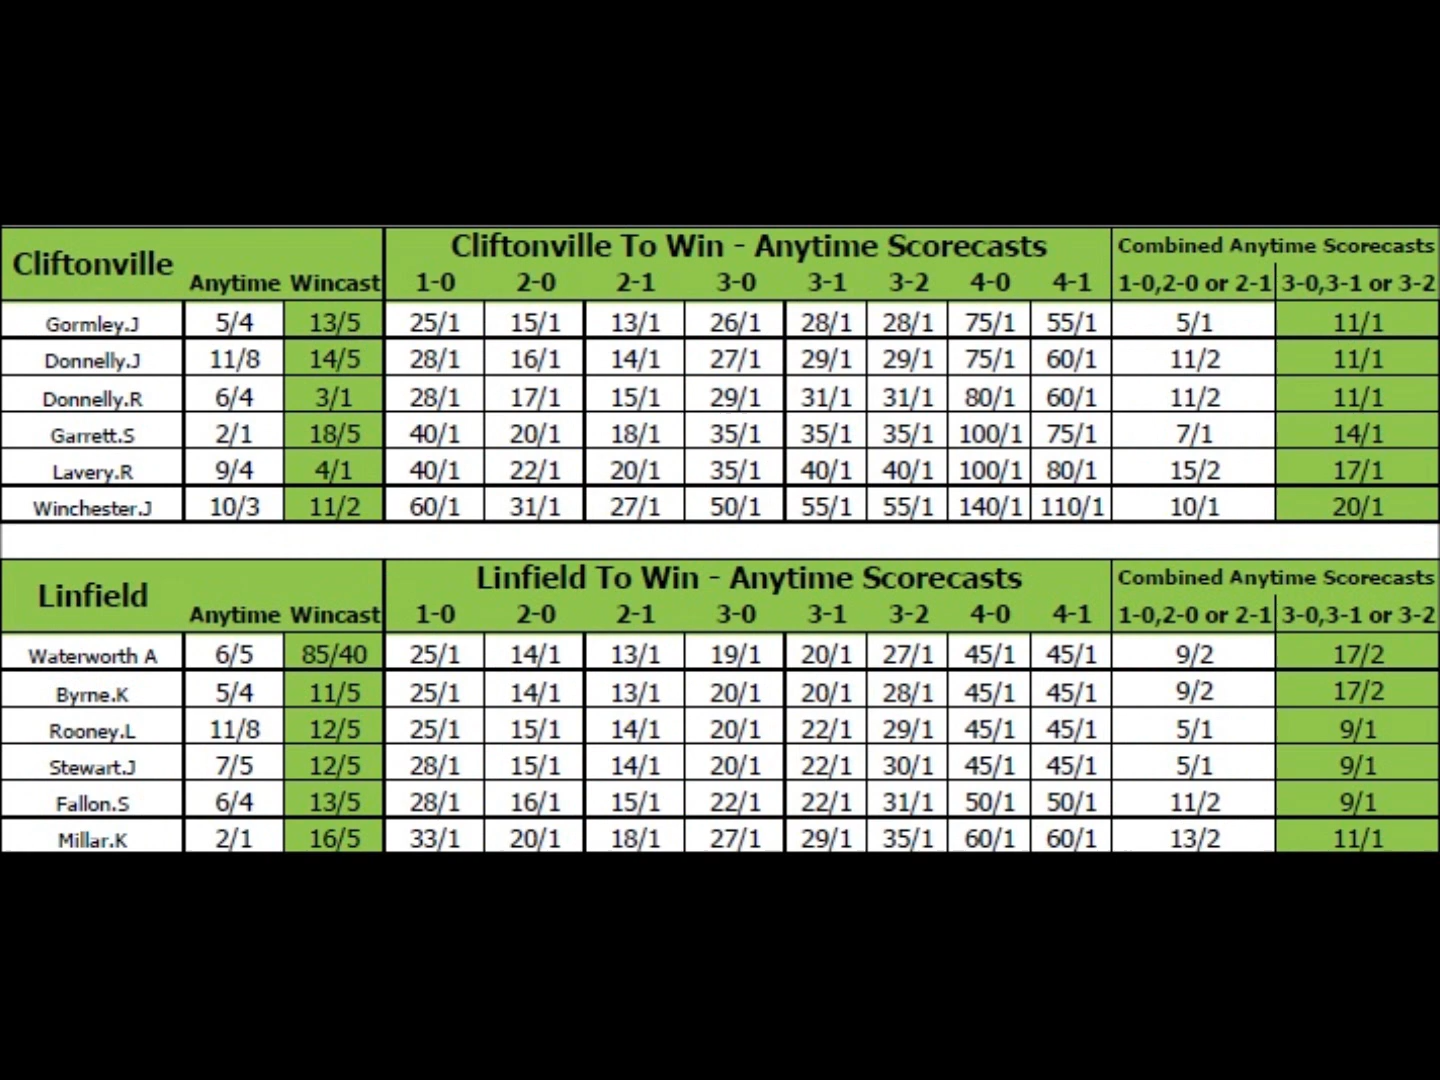 Cliftonville To Win - Anytime Scorecasts Combined Anytime Scorecasts
Cliftonville Anytime Wincast 1-0 2-0 2-1 3-0 3-1 3-2 4-0 4-1 1-0,2-0 or 2-1 3-0,3-1 or 3-2
Gormley.J 5/4 13/5 25/1 15/1 13/1 26/1 28/1 28/1 75/1 55/1 5/1 11/1
Donnelly.J 11/8 14/5 28/1 16/1 14/1 27/1 29/1 29/1 75/1 60/1 11/2 11/1
Donnelly.R 6/4 3/1 28/1 17/1 15/1 29/1 31/1 31/1 80/1 60/1 11/2 11/1
Garrett.S 2/1 18/5 40/1 20/1 18/1 35/1 35/1 35/1 100/1 75/1 7/1 14/1
Lavery.R 9/4 4/1 40/1 22/1 20/1 35/1 40/1 40/1 100/1 80/1 15/2 17/1
Winchester.J 10/3 11/2 60/1 31/1 27/1 50/1 55/1 55/1 140/1 110/1 10/1 20/1
Linfield To Win - Anytime Scorecasts Combined Anytime Scorecasts
Linfield Anytime Wincast 1-0 2-0 2-1 3-0 3-1 3-2 4-0 4-1 1-0,2-0 or 2-1 3-0,3-1 or 3-2
Waterworth A 6/5 85/40 25/1 14/1 13/1 19/1 20/1 27/1 45/1 45/1 9/2 17/2
Byrne.K 5/4 11/5 25/1 14/1 13/1 20/1 20/1 28/1 45/1 45/1 9/2 17/2
Rooney.L 11/8 12/5 25/1 15/1 14/1 20/1 22/1 29/1 45/1 45/1 5/1 9/1
Stewart.J 7/5 12/5 28/1 15/1 14/1 20/1 22/1 30/1 45/1 45/1 5/1 9/1
Fallon.S 6/4 13/5 28/1 16/1 15/1 22/1 22/1 31/1 50/1 50/1 11/2 9/1
Millar.K 2/1 16/5 33/1 20/1 18/1 27/1 29/1 35/1 60/1 60/1 13/2 11/1